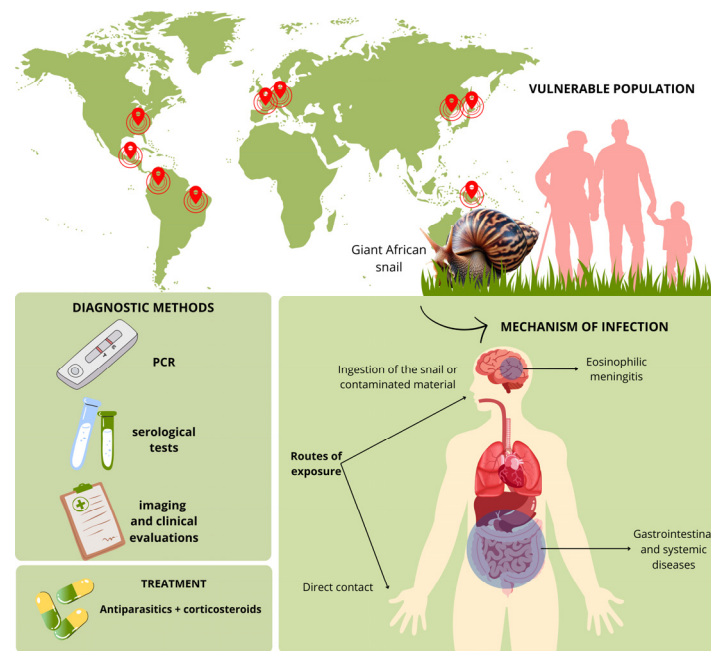 VULNERABLE POPULATION
Giant African
snail
DIAGNOSTIC METHODS
PCR
serological
tests
imaging
and clinical
evaluations
TREATMENT
Antiparasitics + corticosteroids
MECHANISM OF INFECTION
Ingestion of the snail or
contaminated material
Eosinophilic
meningitis
Routes of
exposure
Gastrointestina
and systemic
diseases
Direct contact